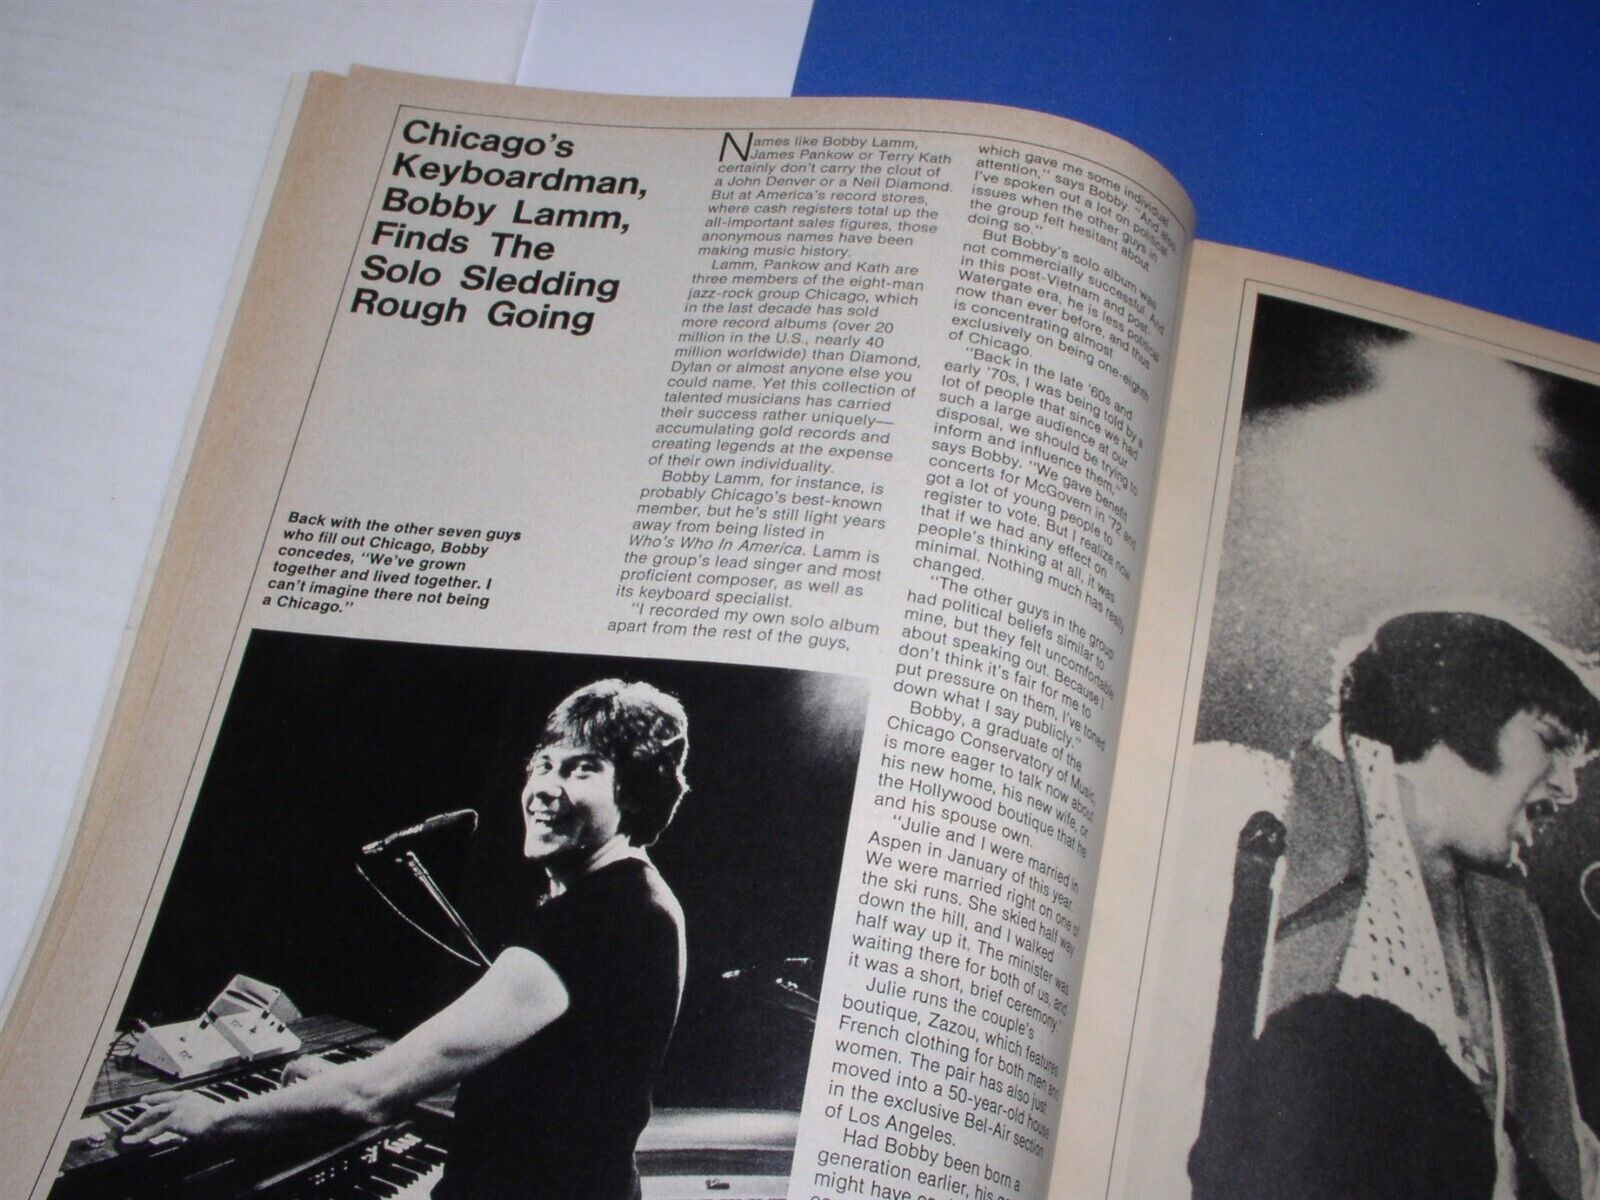 Chicago's
Keyboardman,
Bobby Lamm,
Finds The
Solo Sledding
Rough Going
Back with the other seven guys
who fill out Chicago, Bobby
concedes, "We've grown
together and lived together. I
can't imagine there not being
a Chicago."
Names like Bobby Lamm,
James Pankow or Terry Kath
certainly don't carry the clout of
a John Denver or a Neil Diamond.
But at America's record stores,
where cash registers total up the
all-important sales figures, those
anonymous names have been
making music history.
Lamm, Pankow and Kath are
three members of the eight-man
jazz-rock group Chicago, which
in the last decade has sold
more record albums (over 20
million in the U.S., nearly 40
million worldwide) than Diamond,
Dylan or almost anyone else you
could name. Yet this collection of
talented musicians has carried
their success rather uniquely—
accumulating gold records and
creating legends at the expense
of their own individuality.
Bobby Lamm, for instance, is
probably Chicago's best-known
member, but he's still light years
away from being listed in
Who's Who In America. Lamm is
the group's lead singer and most
proficient composer, as well as
its keyboard specialist.
"I recorded my own solo album
apart from the rest of the guys,
which gave me some individual
attention," says Bobby. "And also
I've spoken out a lot on political
issues when the other guys in
the group felt hesitant about
doing so."
But Bobby's solo album was
not commercially successful. And
in this post-Vietnam and post-
Watergate era, he is less political
now than ever before, and thus
is concentrating almost
exclusively on being one-eighth
of Chicago.
"Back in the late '60s and
early '70s, I was being told by a
lot of people that since we had
such a large audience at our
disposal, we should be trying to
inform and influence them,"
says Bobby. "We gave benefit
concerts for McGovern in '72 and
got a lot of young people to
register to vote. But I realize now
that if we had any effect on
people's thinking at all, it was
minimal. Nothing much has really
changed.
"The other guys in the group
had political beliefs similar to
mine, but they felt uncomfortable
about speaking out. Because I
don't think it's fair for me to
put pressure on them, I've toned
down what I say publicly."
Bobby, a graduate of the
Chicago Conservatory of Music,
is more eager to talk now about
his new home, his new wife, or
the Hollywood boutique that he
and his spouse own.
"Julie and I were married in
Aspen in January of this year.
We were married right on one of
the ski runs. She skied half way
down the hill, and I walked
half way up it. The minister was
waiting there for both of us, and
it was a short, brief ceremony."
Julie runs the couple's
boutique, Zazou, which features
French clothing for both men and
women. The pair has also just
moved into a 50-year-old house
in the exclusive Bel-Air section
of Los Angeles.
Had Bobby been born a
generation earlier, his
might have